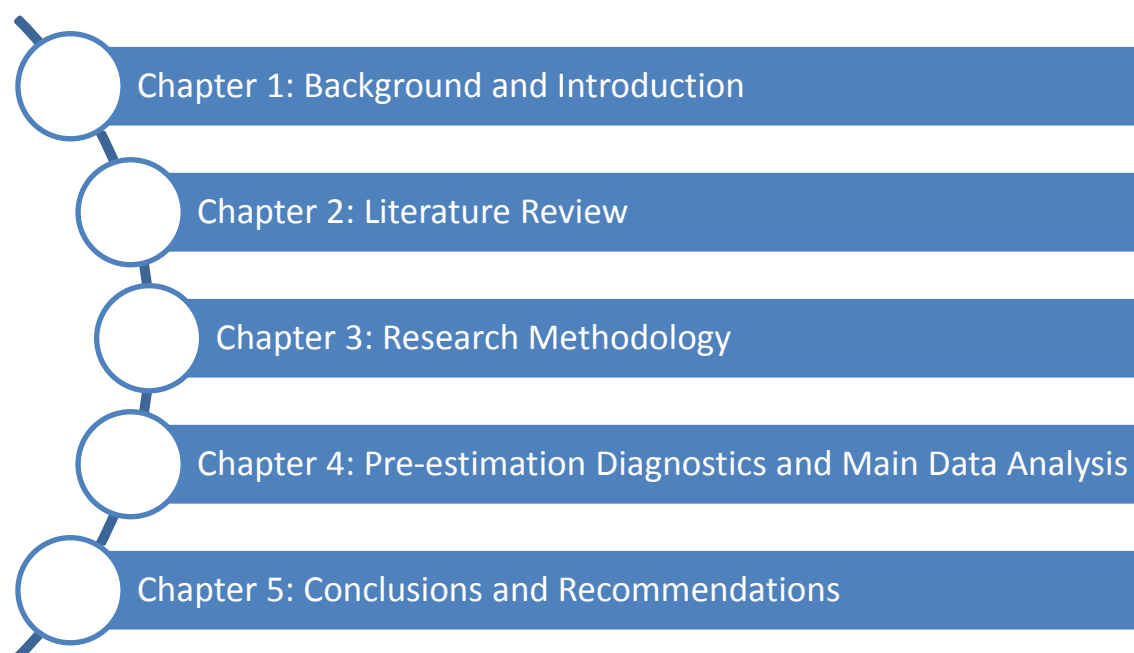 Chapter 1: Background and Introduction
Chapter 2: Literature Review
Chapter 3: Research Methodology
Chapter 4: Pre-estimation Diagnostics and Main Data Analysis
Chapter 5: Conclusions and Recommendations